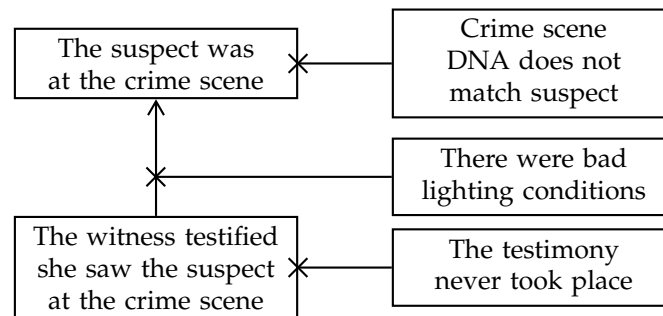 The suspect was
at the crime scene
Crime scene
DNA does not
match suspect
There were bad
lighting conditions
The witness testified
she saw the suspect
at the crime scene
The testimony
never took place